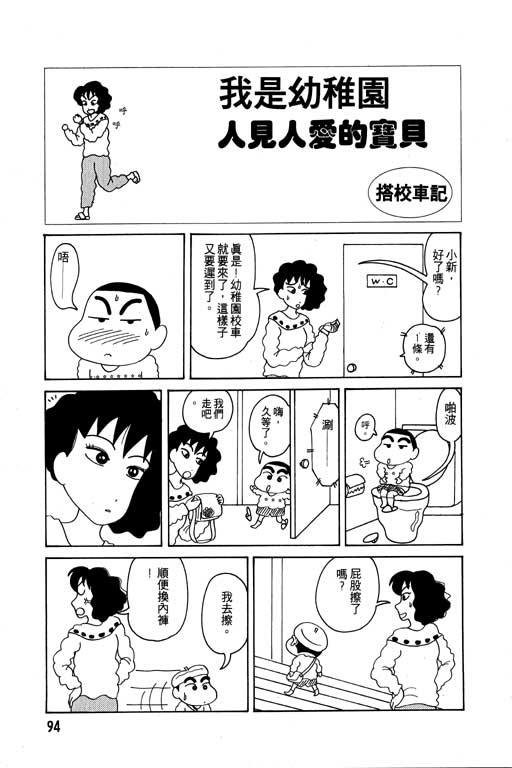 我是幼稚園
人見人愛的寶貝
搭校車記
呼
呼
小新，
好了嗎？
還有
一條。
W・C
真是！幼稚園校車
就要來了，這樣子
又要遲到了。
唔
啪波
呼。
涮
嗨，
久等了。
我們
走吧。
屁股擦了
嗎？
我去擦。
順便換內褲
！
94